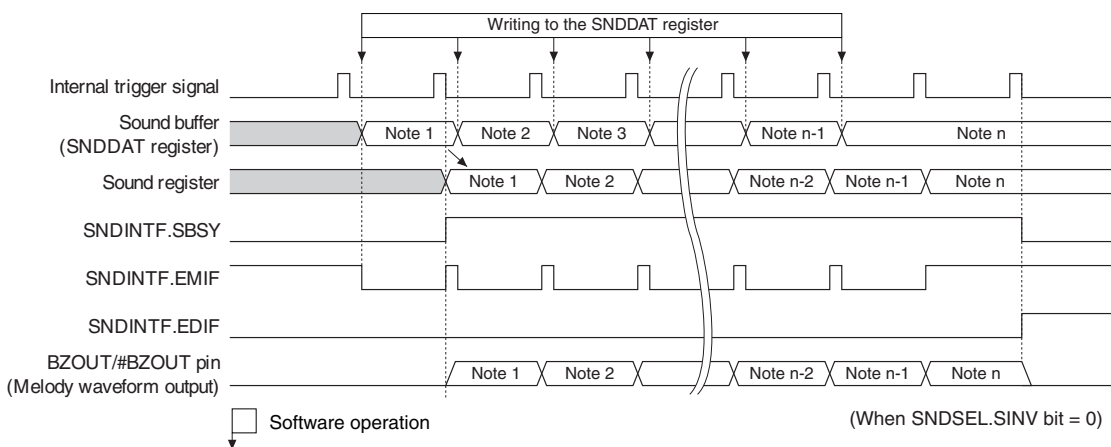 Writing to the SNDDAT register
Internal trigger signal
Sound buffer
(SNDDAT register)
Note 1 Note 2 Note 3 Note n-1 Note n
Sound register
Note 1 Note 2 Note n-2 Note n-1 Note n
SNDINTF.SBSY
SNDINTF.EMIF
SNDINTF.EDIF
BZOUT/#BZOUT pin
(Melody waveform output)
Note 1 Note 2 Note n-2 Note n-1 Note n
Software operation
(When SNDSEL.SINV bit = 0)